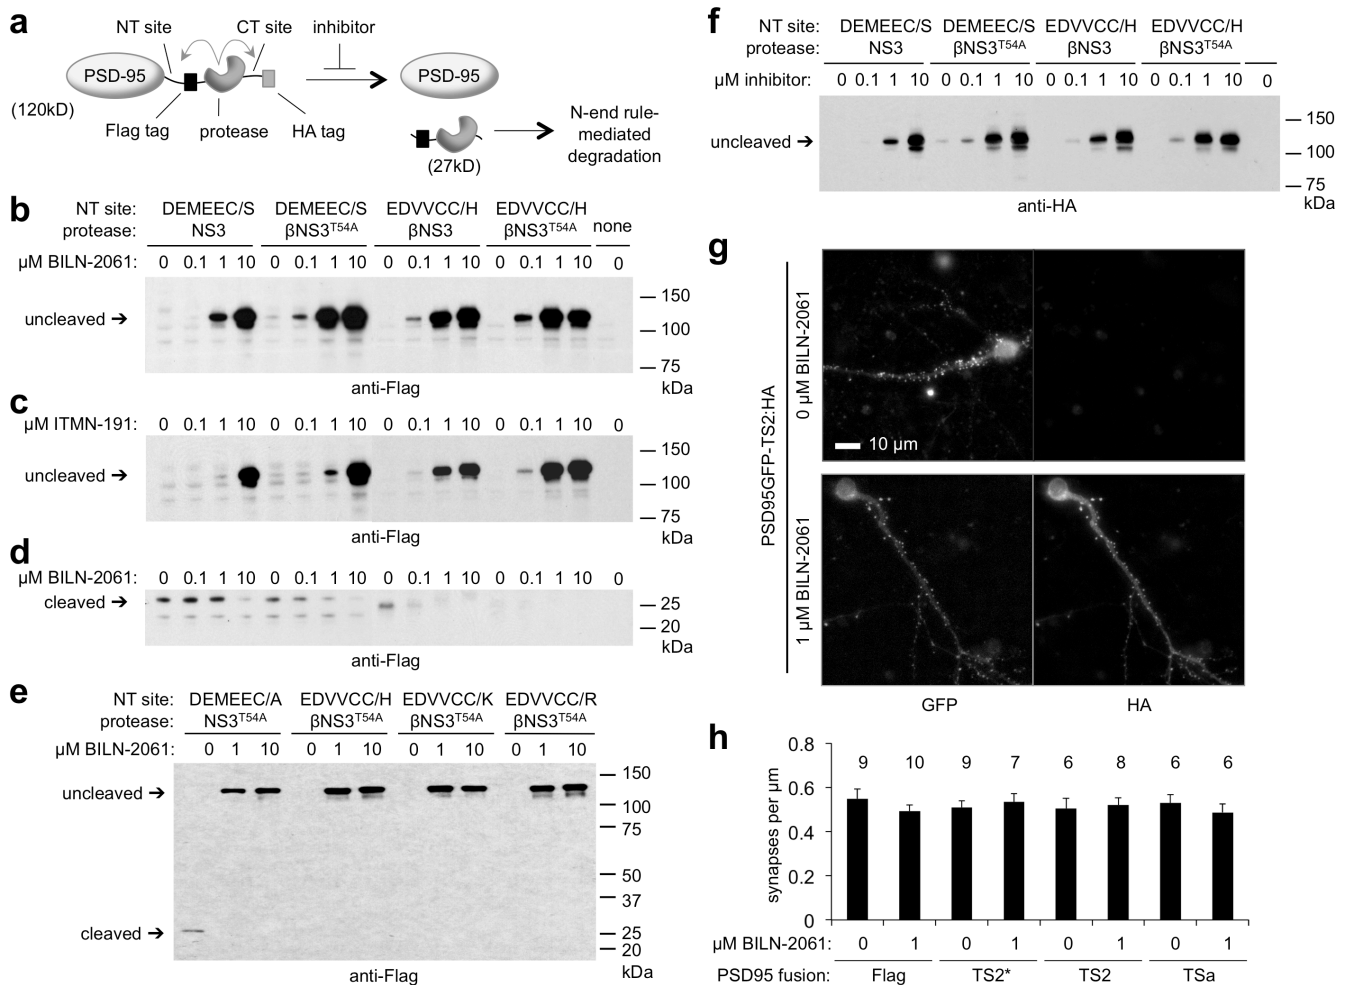 a
NT site
CT site
inhibitor
PSD-95
PSD-95
(120kD)
Flag tag
protease
HA tag
(27kD)
N-end rule-
mediated
degradation
b
NT site: DEMEEC/S DEMEEC/S EDVVCC/H EDVVCC/H
protease: NS3 βNS3T54A βNS3 βNS3T54A none
µM BILN-2061: 0 0.1 1 10 0 0.1 1 10 0 0.1 1 10 0 0.1 1 10 0
uncleaved ➔
150
100
75
kDa
anti-Flag
c
µM ITMN-191: 0 0.1 1 10 0 0.1 1 10 0 0.1 1 10 0 0.1 1 10 0
uncleaved ➔
150
100
75
kDa
anti-Flag
d
µM BILN-2061: 0 0.1 1 10 0 0.1 1 10 0 0.1 1 10 0 0.1 1 10 0
cleaved ➔
25
20
kDa
anti-Flag
e
NT site: DEMEEC/A EDVVCC/H EDVVCC/K EDVVCC/R
protease: NS3T54A βNS3T54A βNS3T54A βNS3T54A
µM BILN-2061: 0 1 10 0 1 10 0 1 10 0 1 10
uncleaved ➔
cleaved ➔
150
100
75
50
37
25
20
kDa
anti-Flag
f
NT site: DEMEEC/S DEMEEC/S EDVVCC/H EDVVCC/H
protease: NS3 βNS3T54A βNS3 βNS3T54A
µM inhibitor: 0 0.1 1 10 0 0.1 1 10 0 0.1 1 10 0 0.1 1 10 0
uncleaved ➔
150
100
75
kDa
anti-HA
g
PSD95GFP-TS2:HA
0 µM BILN-2061
1 µM BILN-2061
10 µm
GFP HA
h
synapses per µm
0.8
0.6
0.4
0.2
0
9 10 9 7 6 8 6 6
µM BILN-2061: 0 1 0 1 0 1 0 1
PSD95 fusion: Flag TS2* TS2 TSa